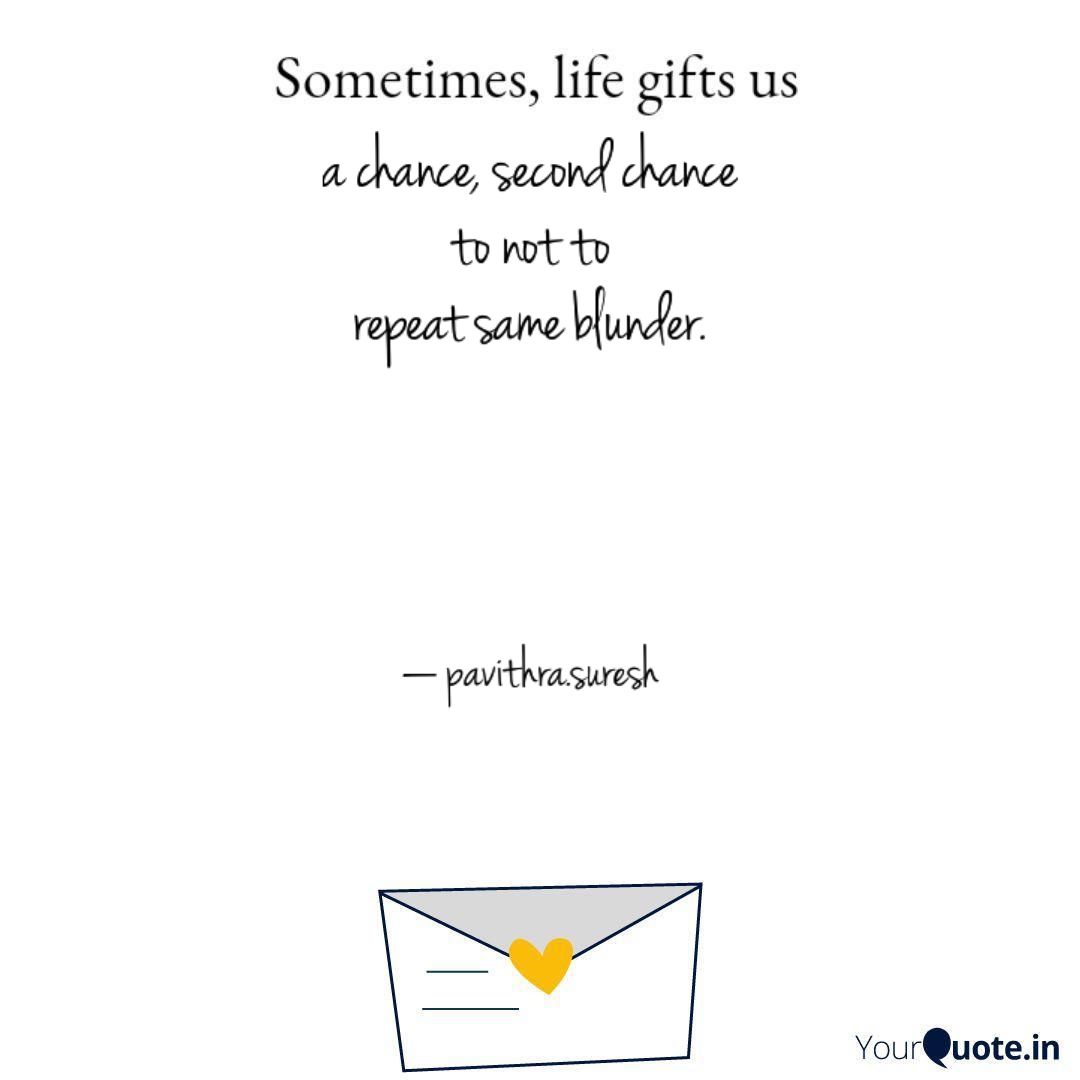 Sometimes, life gifts us
a chance, second chance
to not to
repeat same blunder.
— pavithra.suresh
YourQuote.in